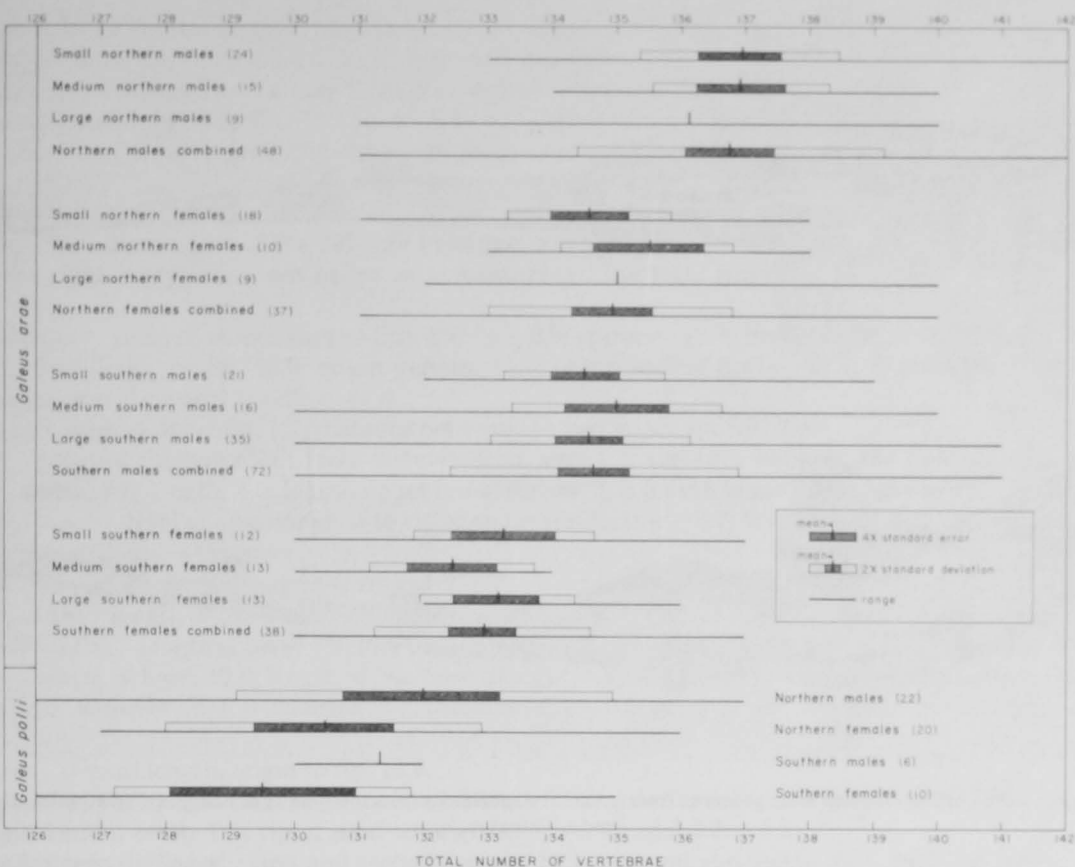 126 127 128 129 130 131 132 133 134 135 136 137 138 139 140 141 142
Small northern males (24)
Medium northern males (15)
Large northern males (9)
Northern males combined (48)
Small northern females (18)
Medium northern females (10)
Large northern females (9)
Northern females combined (37)
Galeus arae
Small southern males (21)
Medium southern males (16)
Large southern males (35)
Southern males combined (72)
Small southern females (12)
Medium southern females (13)
Large southern females (13)
Southern females combined (38)
mean
4X standard error
mean
2X standard deviation
range
Galeus polli
Northern males (22)
Northern females (20)
Southern males (6)
Southern females (10)
126 127 128 129 130 131 132 133 134 135 136 137 138 139 140 141 142
TOTAL NUMBER OF VERTEBRAE